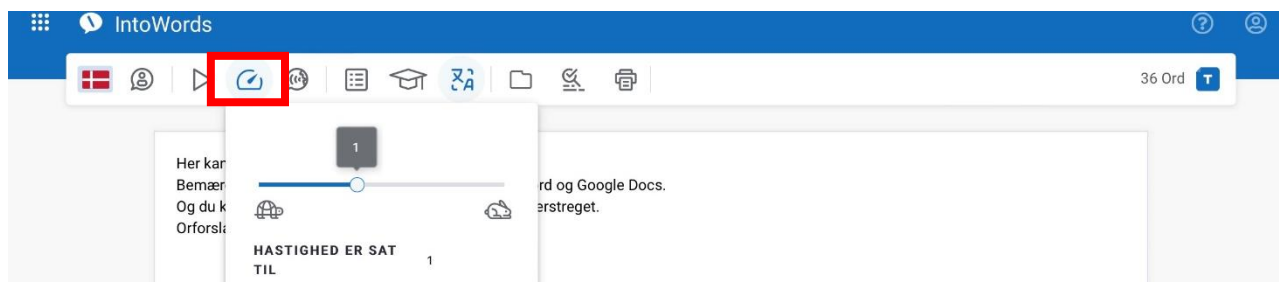 IntoWords
36 Ord T
1
Her kan
Bemær rd og Google Docs.
Og du k erstreget.
HASTIGHED ER SAT
TIL 1